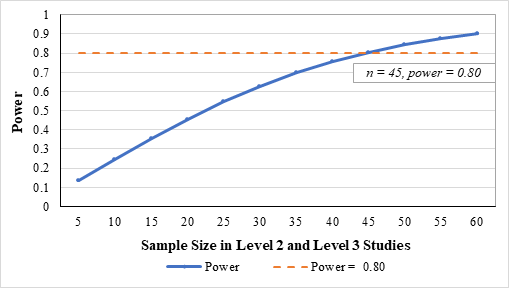 1
0.9
0.8
0.7
0.6
0.5
0.4
0.3
0.2
0.1
0
Power
n = 45, power = 0.80
5 10 15 20 25 30 35 40 45 50 55 60
Sample Size in Level 2 and Level 3 Studies
Power Power = 0.80